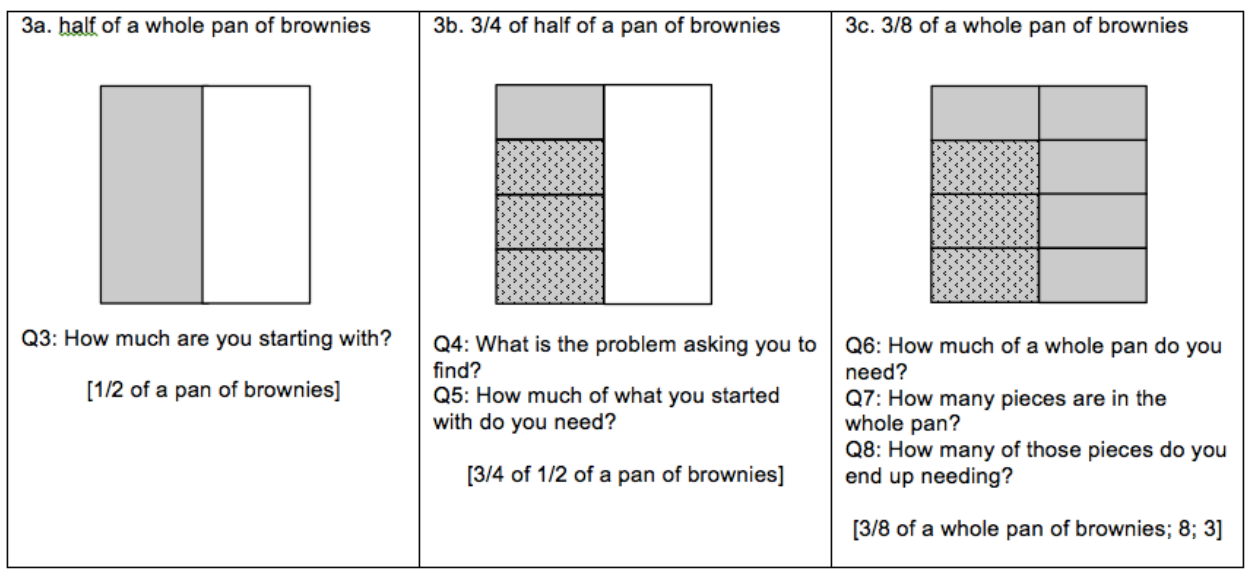 3a. half of a whole pan of brownies
Q3: How much are you starting with?
[1/2 of a pan of brownies]
3b. 3/4 of half of a pan of brownies
Q4: What is the problem asking you to
find?
Q5: How much of what you started
with do you need?
[3/4 of 1/2 of a pan of brownies]
3c. 3/8 of a whole pan of brownies
Q6: How much of a whole pan do you
need?
Q7: How many pieces are in the
whole pan?
Q8: How many of those pieces do you
end up needing?
[3/8 of a whole pan of brownies; 8; 3]